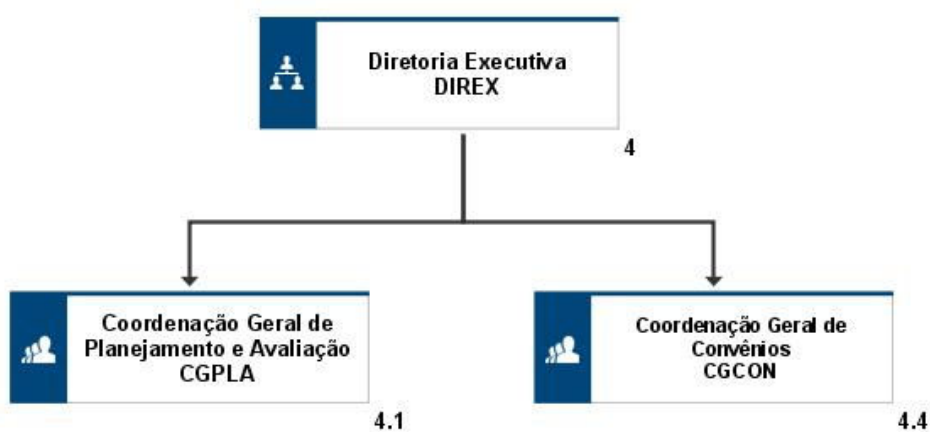 Diretoria Executiva
DIREX
4
Coordenação Geral de
Planejamento e Avaliação
CGPLA
4.1
Coordenação Geral de
Convênios
CGCON
4.4